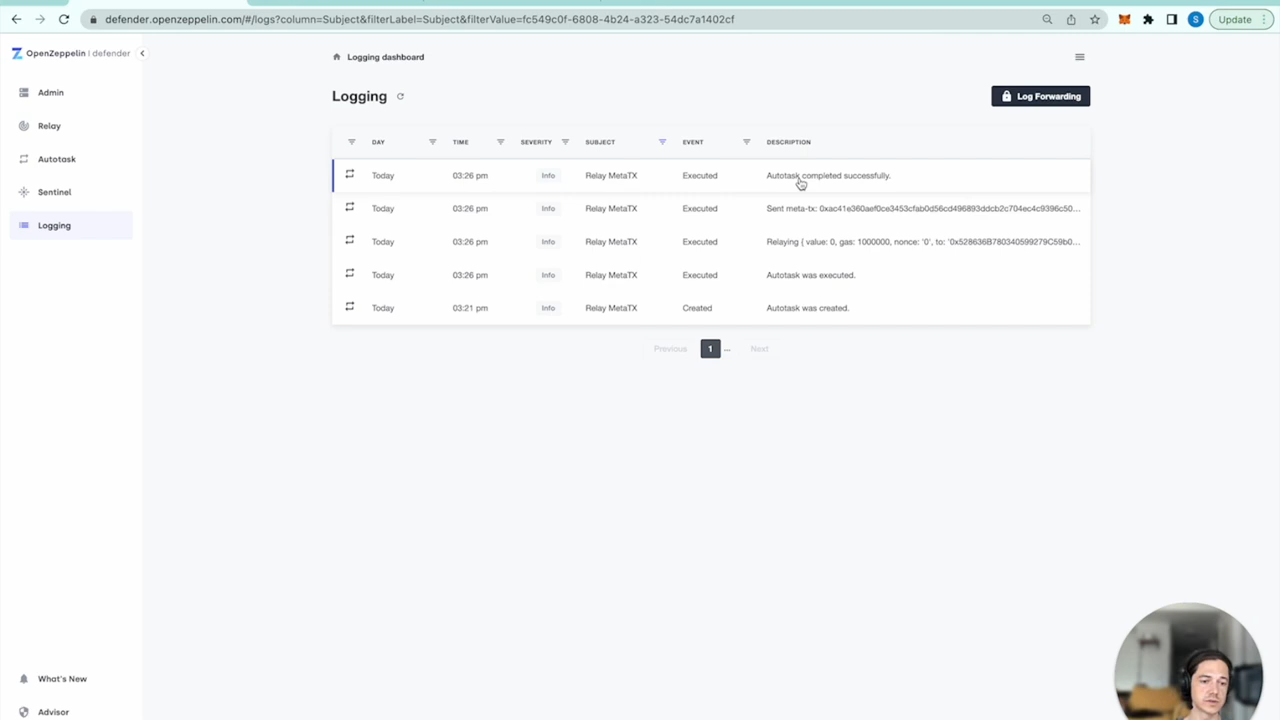 defender.openzeppelin.com/#/logs?column=Subject&filterLabel=Subject&filterValue=fc549c0f-6808-4b24-a323-54dc7a1402cf
S
Update
OpenZeppelin | defender
Logging dashboard
Admin
Relay
Autotask
Sentinel
Logging
Logging
Log Forwarding
DAY TIME SEVERITY SUBJECT EVENT DESCRIPTION
Today 03:26 pm Info Relay MetaTX Executed Autotask completed successfully.
Today 03:26 pm Info Relay MetaTX Executed Sent meta-tx: 0xac41e360aef0ce3453cfab0d56cd496893ddcb2c704ec4c9396c50...
Today 03:26 pm Info Relay MetaTX Executed Relaying { value: 0, gas: 1000000, nonce: '0', to: '0x528636B780340599279C59b0...
Today 03:26 pm Info Relay MetaTX Executed Autotask was executed.
Today 03:21 pm Info Relay MetaTX Created Autotask was created.
Previous 1 ... Next
What's New
Advisor